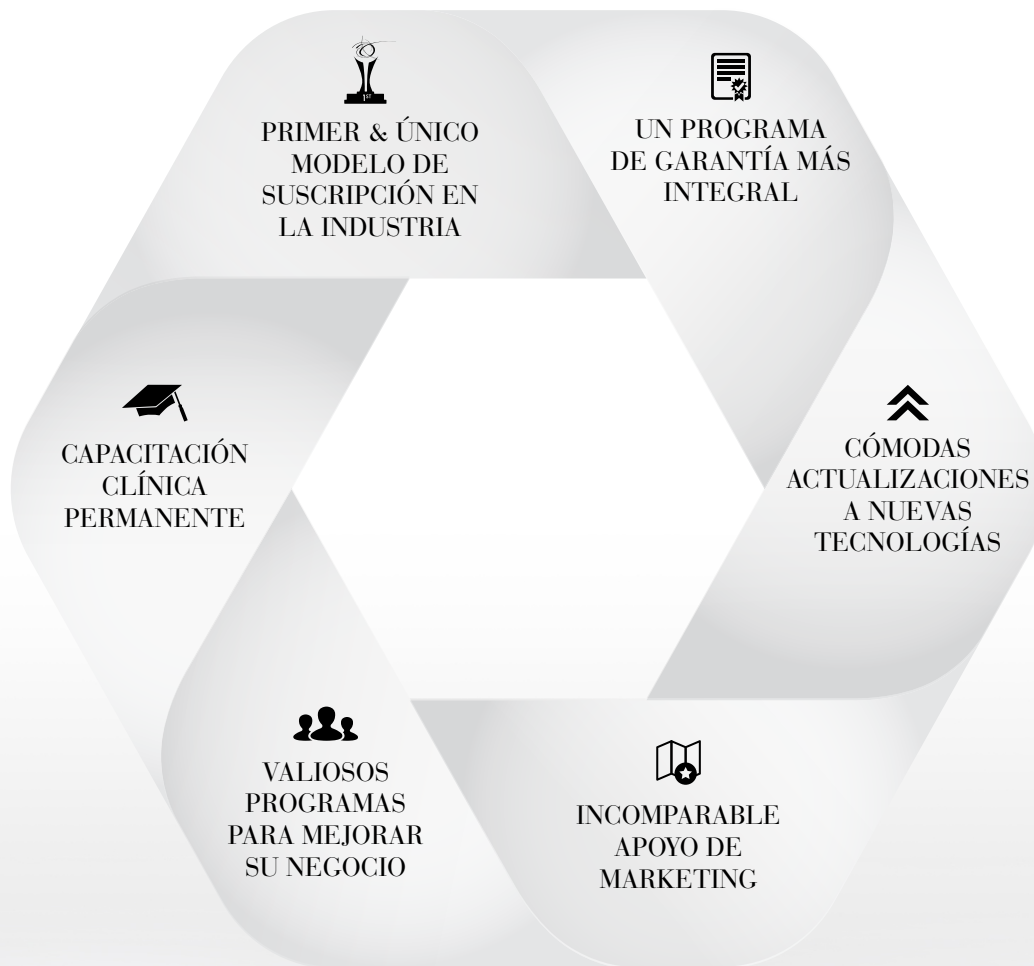 1ST
PRIMER & ÚNICO
MODELO DE
SUSCRIPCIÓN EN
LA INDUSTRIA
UN PROGRAMA
DE GARANTÍA MÁS
INTEGRAL
CÓMODAS
ACTUALIZACIONES
A NUEVAS
TECNOLOGÍAS
INCOMPARABLE
APOYO DE
MARKETING
VALIOSOS
PROGRAMAS
PARA MEJORAR
SU NEGOCIO
CAPACITACIÓN
CLÍNICA
PERMANENTE